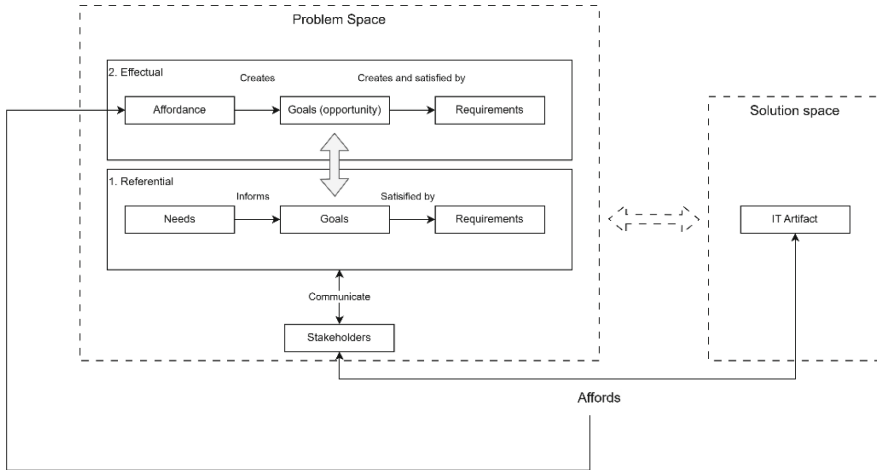 Problem Space
2. Effectual
Creates
Creates and satisfied by
Affordance
Goals (opportunity)
Requirements
Solution space
1. Referential
Informs
Satisified by
Needs
Goals
Requirements
IT Artifact
Communicate
Stakeholders
Affords